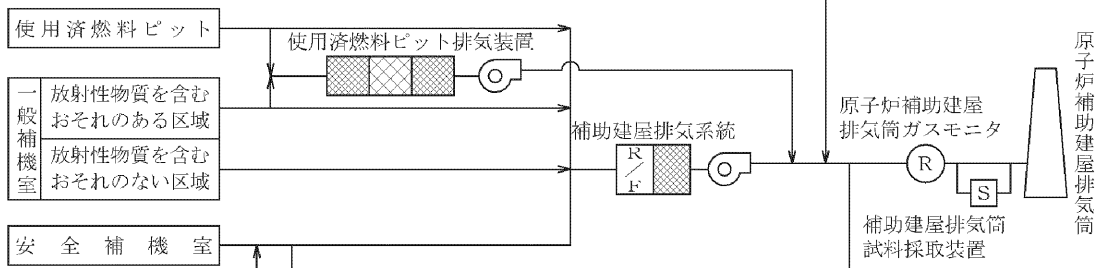 使用済燃料ピット
使用済燃料ピット排気装置
一般補機室
放射性物質を含む
おそれのある区域
放射性物質を含む
おそれのない区域
補助建屋排気系統
R/F
原子炉補助建屋
排気筒ガスモニタ
R
S
補助建屋排気筒
試料採取装置
原子炉補助建屋排気筒
安全補機室